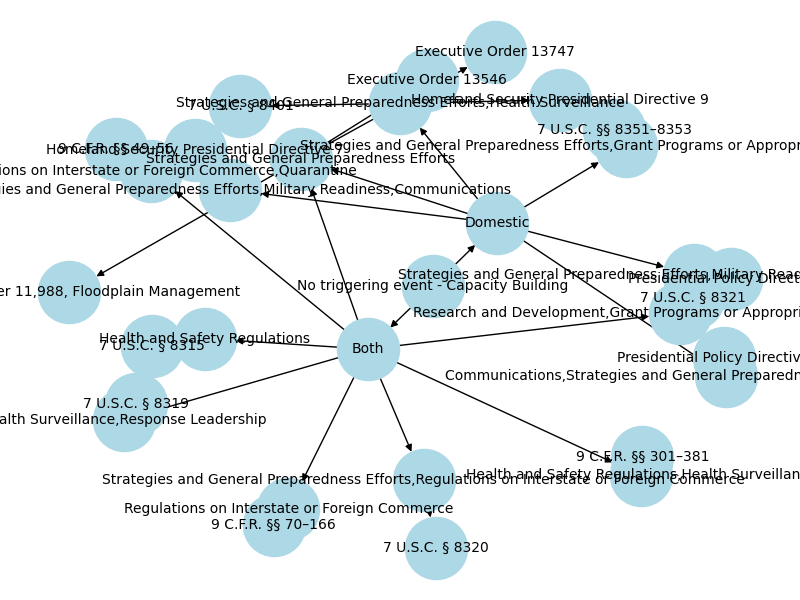 Executive Order 13747
Executive Order 13546
Homeland Security Presidential Directive 9
Strategies and General Preparedness Efforts,Health Surveillance
7 U.S.C. § 8401
7 U.S.C. §§ 8351–8353
Strategies and General Preparedness Efforts,Grant Programs or Appropri
9 C.F.R. §§ 49–56
Homeland Security Presidential Directive 7
Strategies and General Preparedness Efforts
ons on Interstate or Foreign Commerce,Quarantine
gies and General Preparedness Efforts,Military Readiness,Communications
Domestic
Strategies and General Preparedness Efforts,Military Read
Presidential Policy Direct
No triggering event - Capacity Building
er 11,988, Floodplain Management
7 U.S.C. § 8321
Research and Development,Grant Programs or Appropri
Health and Safety Regulations
7 U.S.C. § 8315
Both
Presidential Policy Directiv
Communications,Strategies and General Preparedn
7 U.S.C. § 8319
alth Surveillance,Response Leadership
9 C.F.R. §§ 301–381
Health and Safety Regulations,Health Surveillan
Strategies and General Preparedness Efforts,Regulations on Interstate or Foreign Commerce
Regulations on Interstate or Foreign Commerce
9 C.F.R. §§ 70–166
7 U.S.C. § 8320